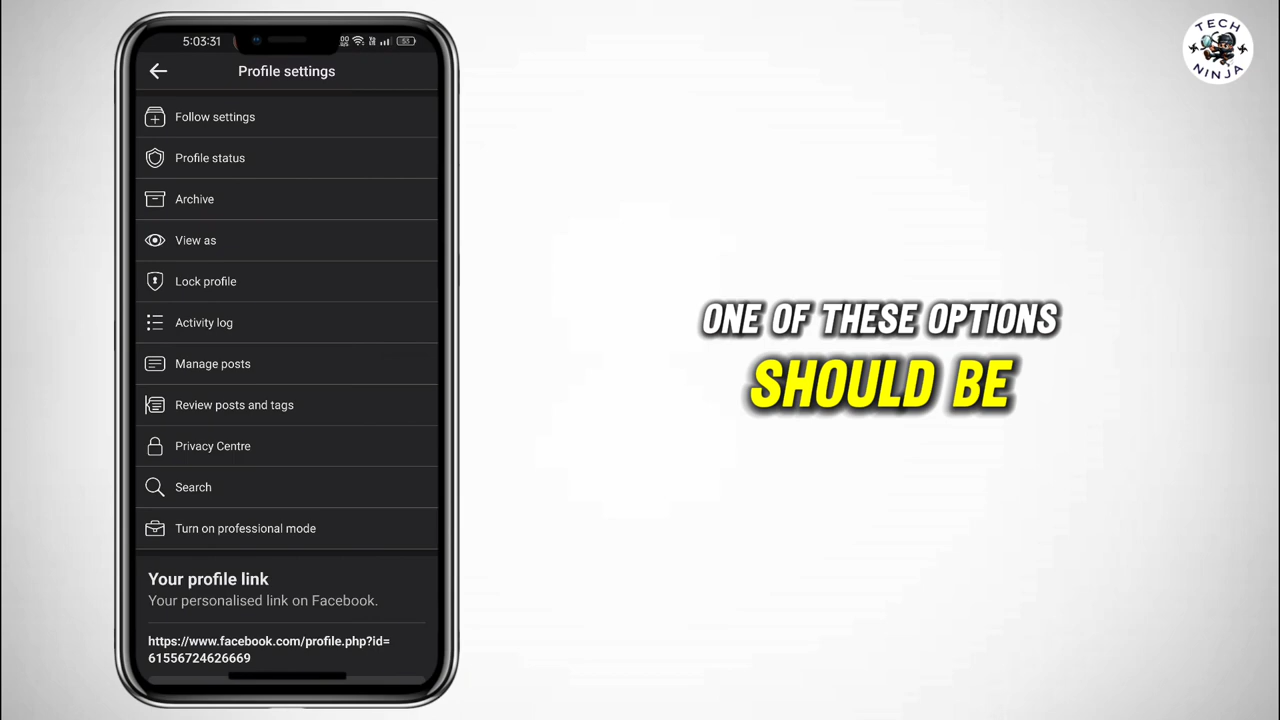 5:03:31
Profile settings
Follow settings
Profile status
Archive
View as
Lock profile
Activity log
Manage posts
Review posts and tags
Privacy Centre
Search
Turn on professional mode
Your profile link
Your personalised link on Facebook.
https://www.facebook.com/profile.php?id=
61556724626669
ONE OF THESE OPTIONS
SHOULD BE
TECH
NINJA